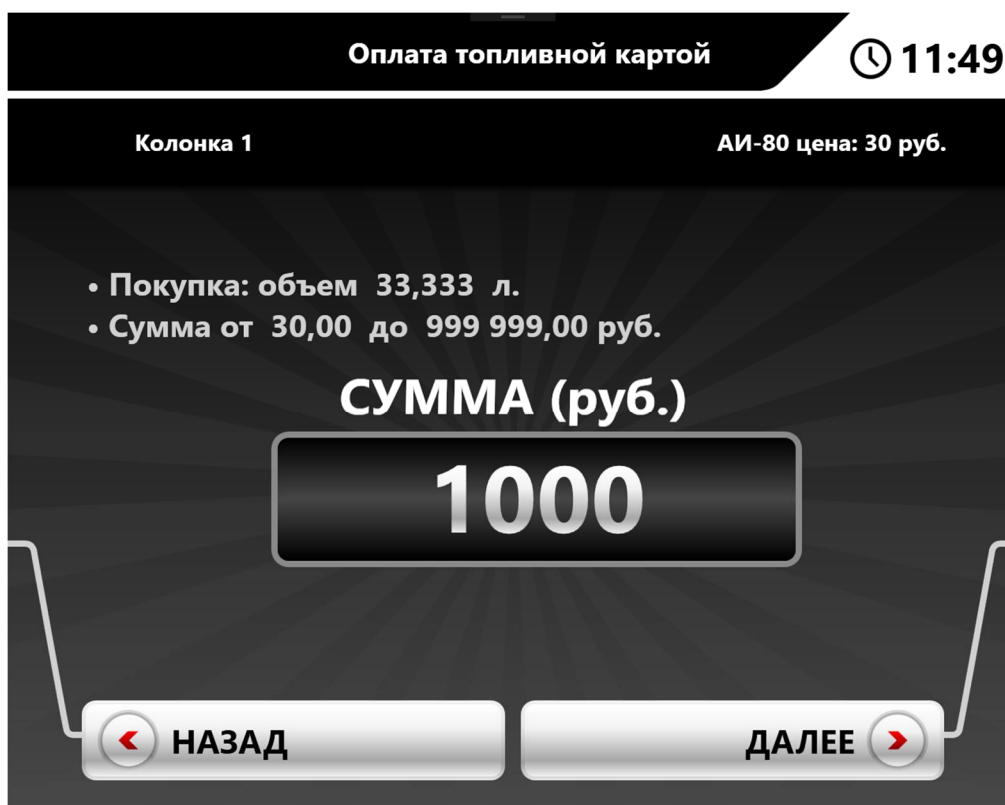 Оплата топливной картой
11:49
Колонка 1
АИ-80 цена: 30 руб.
• Покупка: объем 33,333 л.
• Сумма от 30,00 до 999 999,00 руб.
СУММА (руб.)
1000
НАЗАД
ДАЛЕЕ